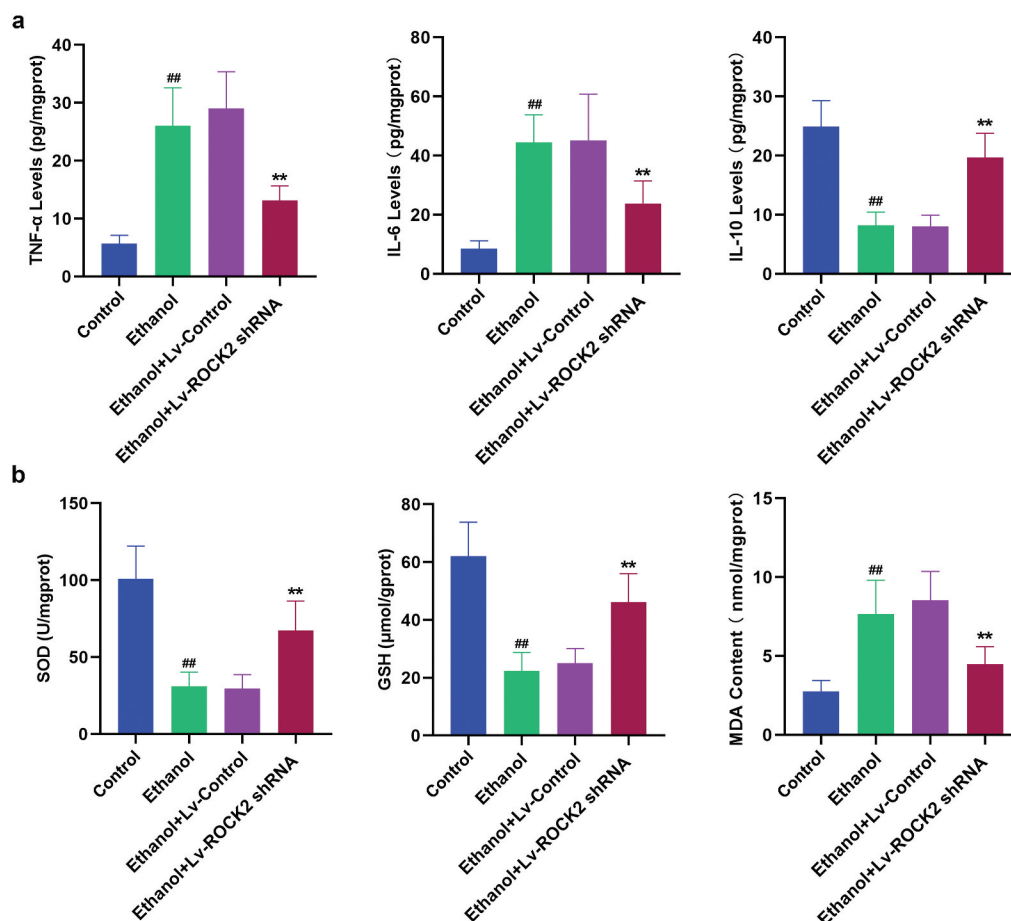 a
TNF-α Levels (pg/mgprot)
40
30
20
10
0
##
**
Control
Ethanol
Ethanol+Lv-Control
Ethanol+Lv-ROCK2 shRNA
IL-6 Levels（pg/mgprot）
80
60
40
20
0
##
**
Control
Ethanol
Ethanol+Lv-Control
Ethanol+Lv-ROCK2 shRNA
IL-10 Levels（pg/mgprot）
40
30
20
10
0
##
**
Control
Ethanol
Ethanol+Lv-Control
Ethanol+Lv-ROCK2 shRNA
b
SOD (U/mgprot)
150
100
50
0
##
**
Control
Ethanol
Ethanol+Lv-Control
Ethanol+Lv-ROCK2 shRNA
GSH (μmol/gprot)
80
60
40
20
0
##
**
Control
Ethanol
Ethanol+Lv-Control
Ethanol+Lv-ROCK2 shRNA
MDA Content（ nmol/mgprot）
15
10
5
0
##
**
Control
Ethanol
Ethanol+Lv-Control
Ethanol+Lv-ROCK2 shRNA